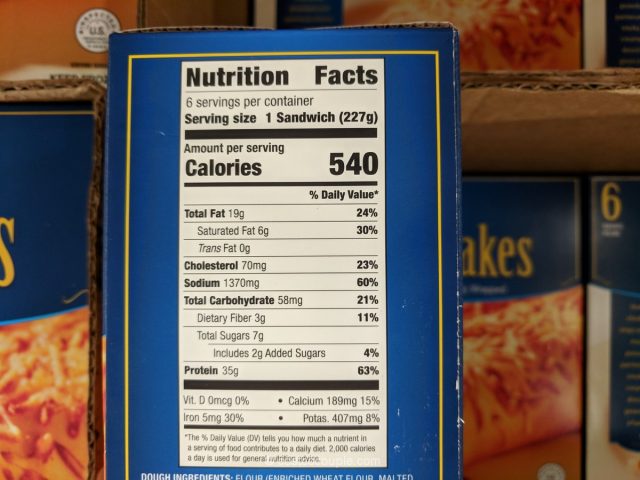 Nutrition Facts
6 servings per container
Serving size 1 Sandwich (227g)
Amount per serving
Calories 540
% Daily Value*
Total Fat 19g 24%
Saturated Fat 6g 30%
Trans Fat 0g
Cholesterol 70mg 23%
Sodium 1370mg 60%
Total Carbohydrate 58mg 21%
Dietary Fiber 3g 11%
Total Sugars 7g
Includes 2g Added Sugars 4%
Protein 35g 63%
Vit. D 0mcg 0% • Calcium 189mg 15%
Iron 5mg 30% • Potas. 407mg 8%
*The % Daily Value (DV) tells you how much a nutrient in
a serving of food contributes to a daily diet. 2,000 calories
a day is used for general nutrition advice.
DOUGH INGREDIENTS: FLOUR (ENRICHED WHEAT FLOUR, MALTED
U.S.
akes
6